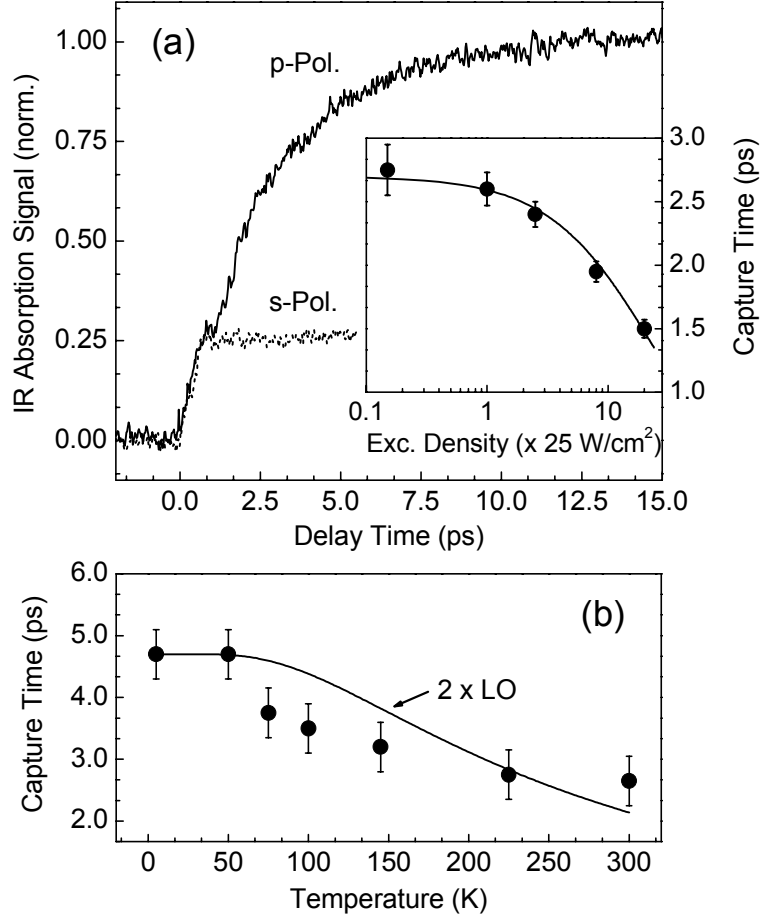 (a)
p-Pol.
s-Pol.
IR Absorption Signal (norm.)
1.00
0.75
0.50
0.25
0.00
0.0 2.5 5.0 7.5 10.0 12.5 15.0
Delay Time (ps)
3.0
2.5
2.0
1.5
1.0
Capture Time (ps)
0.1 1 10
Exc. Density (x 25 W/cm²)
(b)
2 x LO
Capture Time (ps)
6.0
5.0
4.0
3.0
2.0
0 50 100 150 200 250 300
Temperature (K)